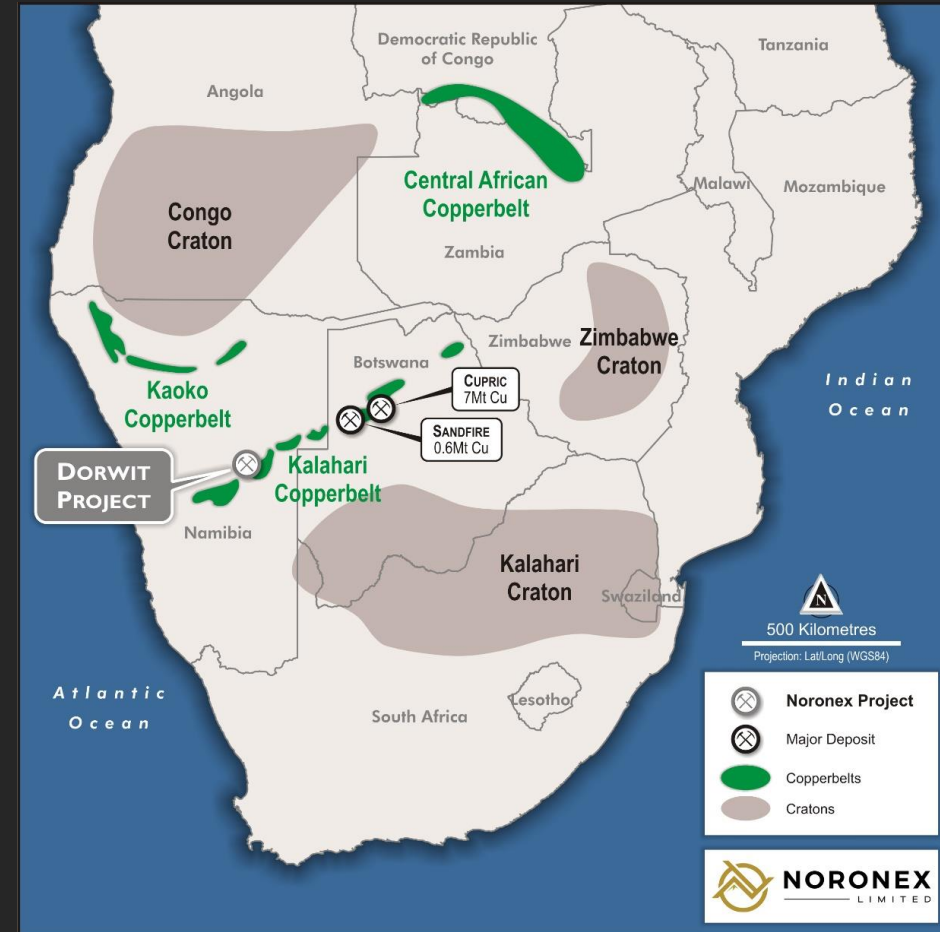 Democratic Republic
of Congo
Tanzania
Angola
Central African
Copperbelt
Malawi
Mozambique
Congo
Craton
Zambia
Zimbabwe
Zimbabwe
Craton
Botswana
CUPRIC
7Mt Cu
Indian
Ocean
Kaoko
Copperbelt
SANDFIRE
0.6Mt Cu
DORWIT
PROJECT
Kalahari
Copperbelt
Namibia
Kalahari
Craton
Swaziland
N
500 Kilometres
Projection: Lat/Long (WGS84)
Atlantic
Ocean
Lesotho
South Africa
Noronex Project
Major Deposit
Copperbelts
Cratons
NORONEX
LIMITED